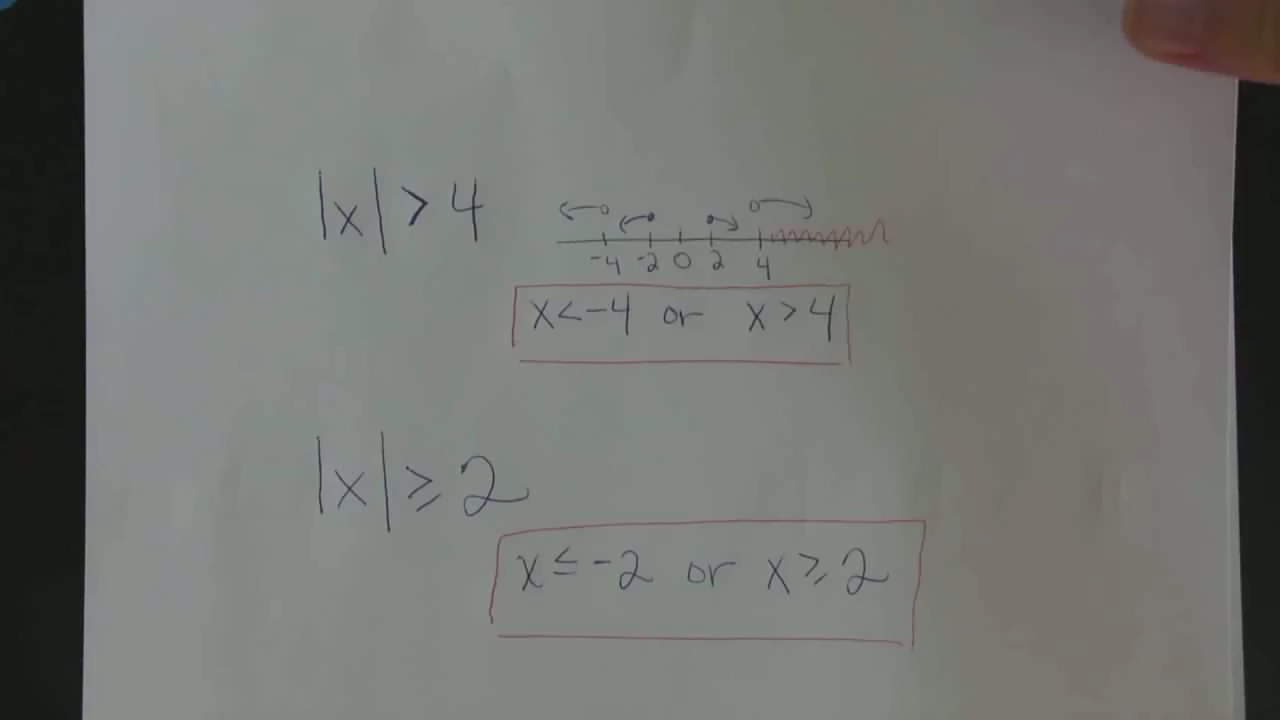 |x| > 4
-4 -2 0 2 4
x < -4 or x > 4
|x| ≥ 2
x ≤ -2 or x ≥ 2